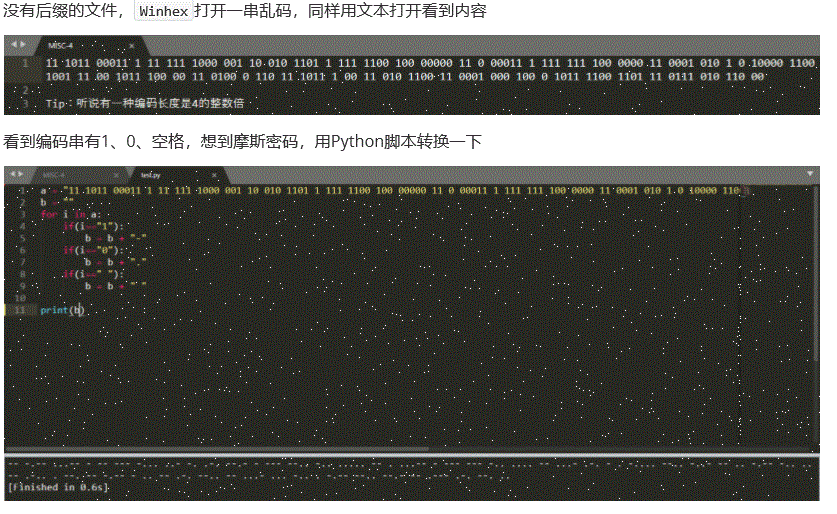 没有后缀的文件，Winhex打开一串乱码，同样用文本打开看到内容
MISC-4
1 11 1011 00011 1 11 111 1000 001 10 010 1101 1 111 1100 100 00000 11 0 00011 1 111 111 100 0000 11 0001 010 1 0 10000 1100
1001 11 00 1011 100 00 11 0100 0 110 11 1011 1 00 11 010 1100 11 0001 000 100 0 1011 1100 1101 11 0111 010 110 00
2
3 Tip：听说有一种编码长度是4的整数倍
看到编码串有1、0、空格，想到摩斯密码，用Python脚本转换一下
MISC-4 test.py
1 a = "11 1011 00011 1 11 111 1000 001 10 010 1101 1 111 1100 100 00000 11 0 00011 1 111 111 100 0000 11 0001 010 1 0 10000 110
2 b = ""
3 for i in a:
4 if(i=="1"):
5 b = b + "-"
6 if(i=="0"):
7 b = b + "."
8 if(i==" "):
9 b = b + " "
10
11 print(b)
[Finished in 0.6s]